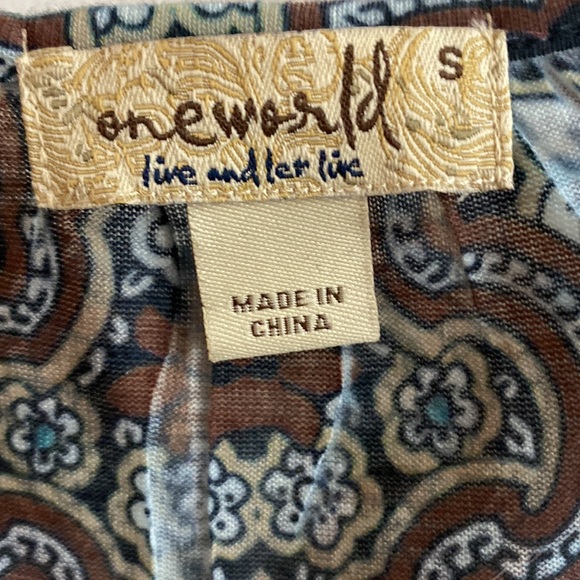 oneworld
S
live and let live
MADE IN
CHINA